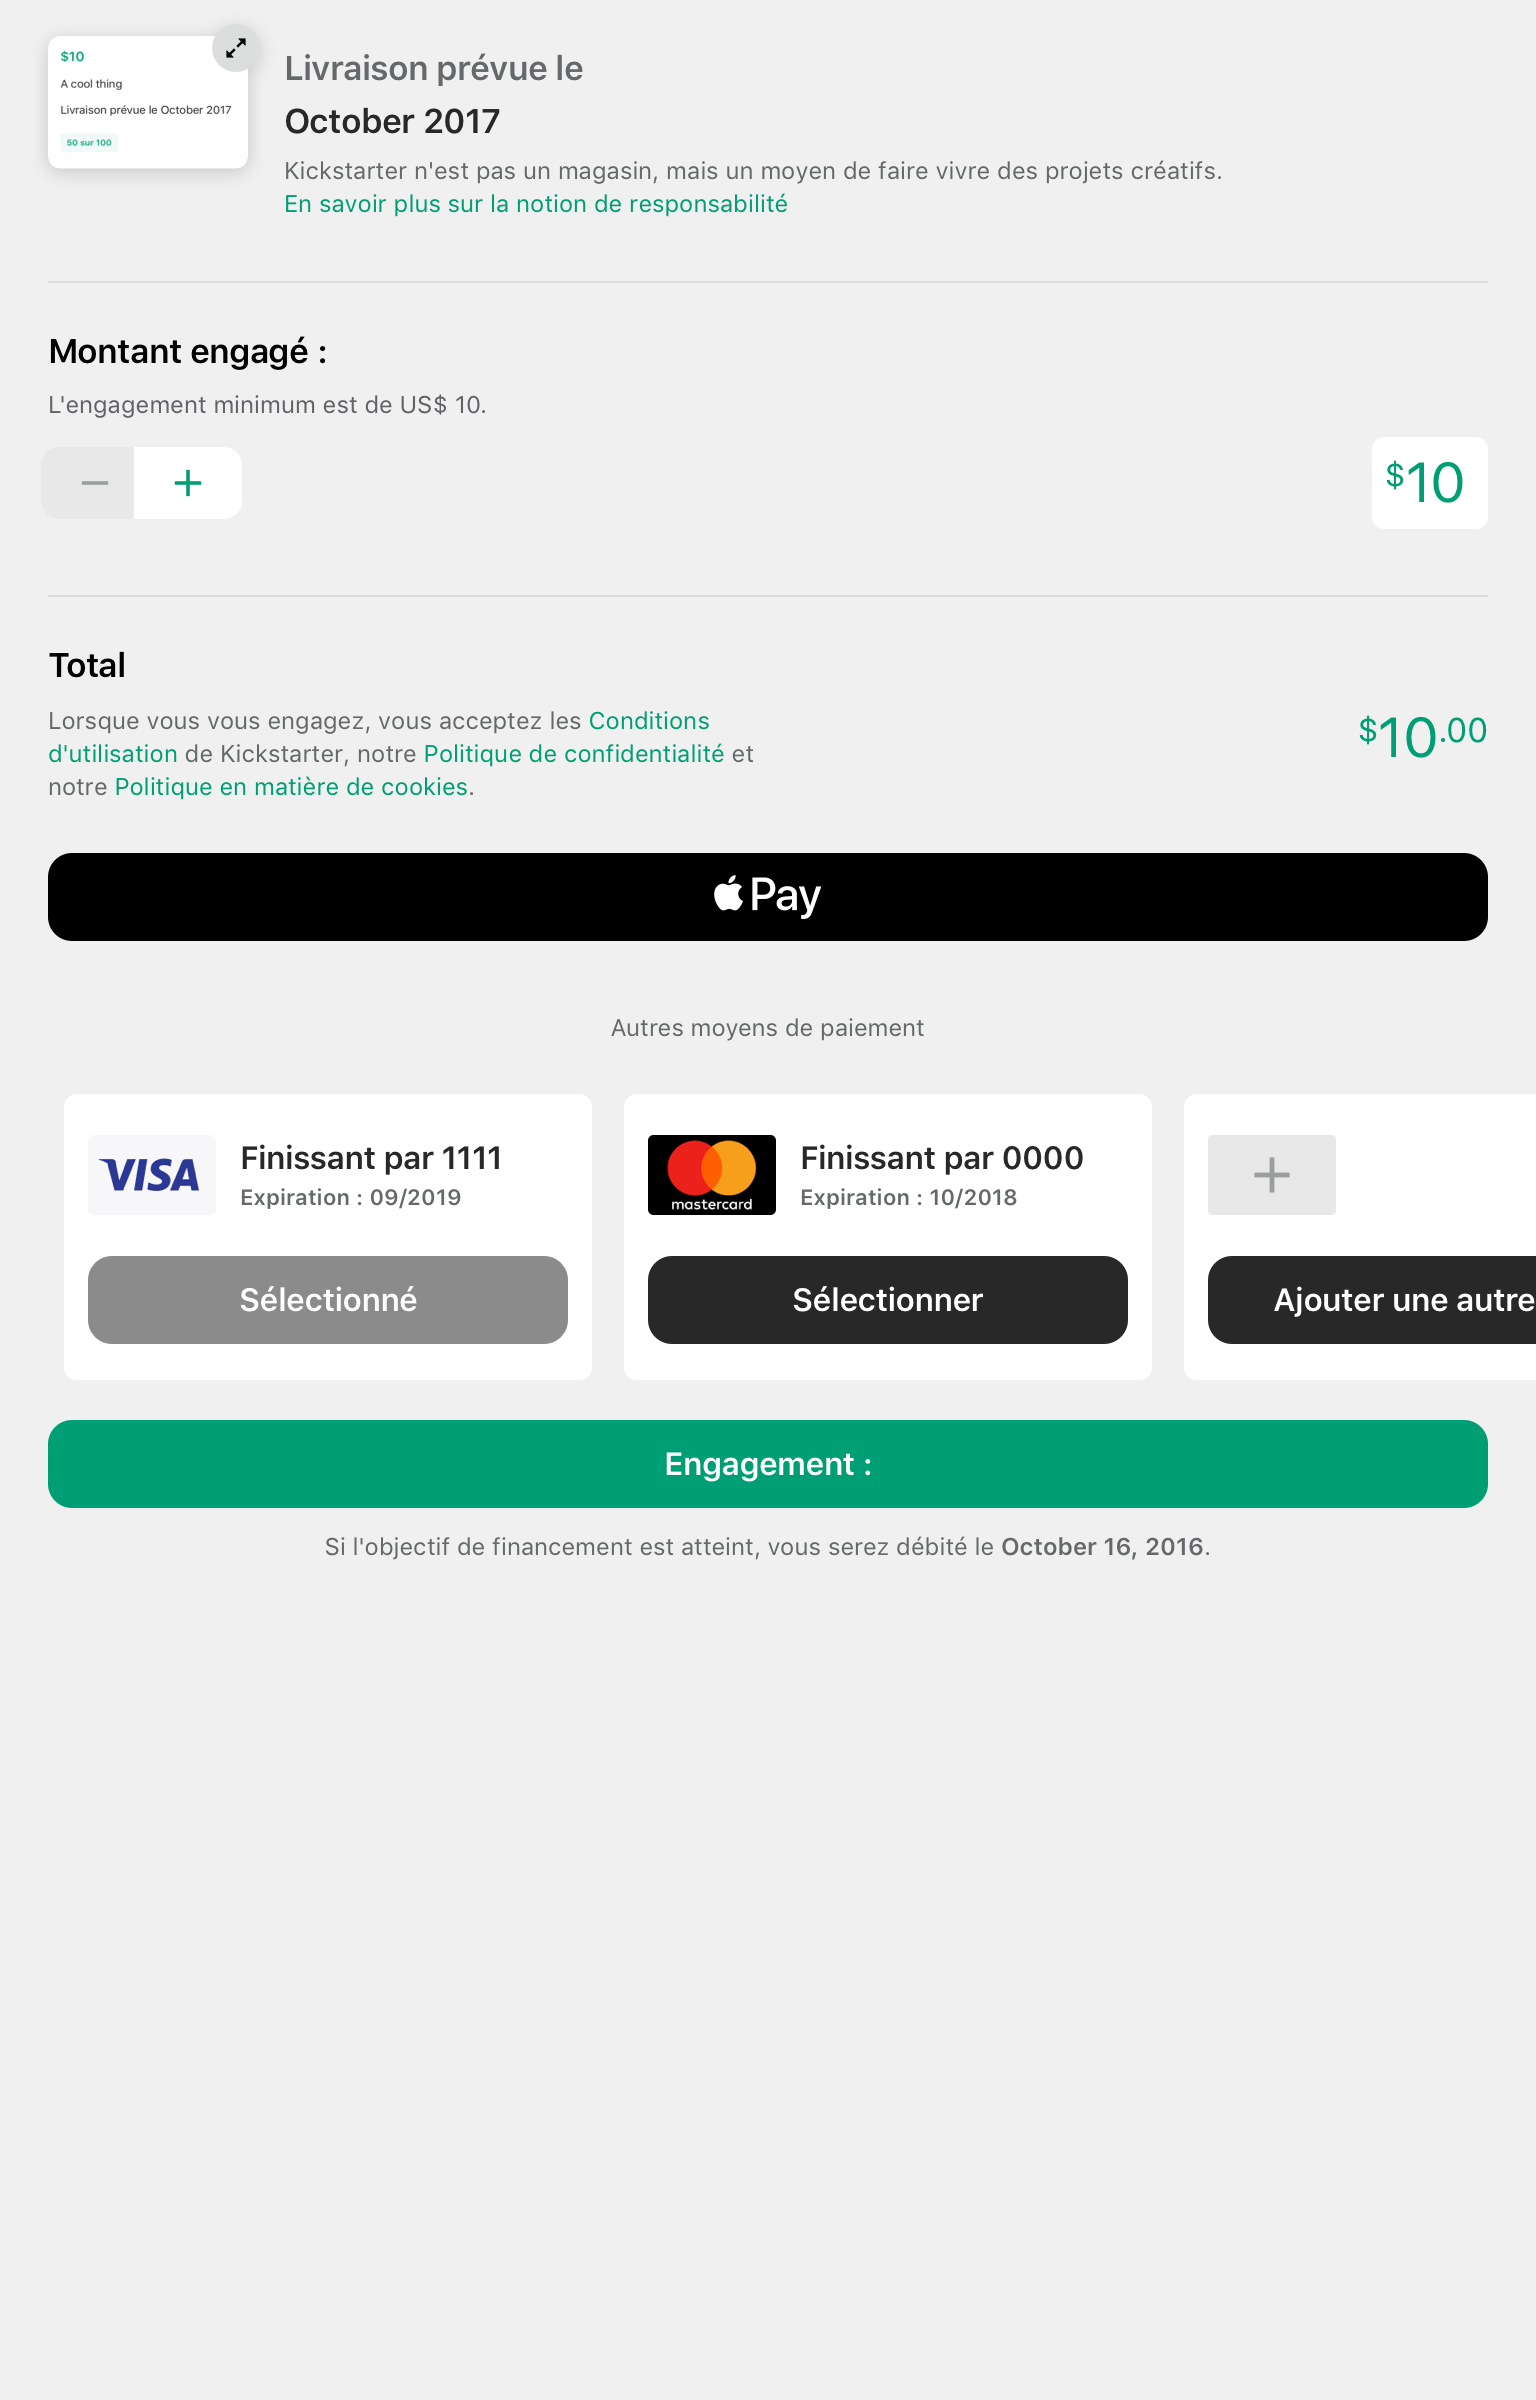 $10
A cool thing
Livraison prévue le October 2017
50 sur 100
Livraison prévue le
October 2017
Kickstarter n'est pas un magasin, mais un moyen de faire vivre des projets créatifs.
En savoir plus sur la notion de responsabilité
Montant engagé :
L'engagement minimum est de US$ 10.
$10
Total
Lorsque vous vous engagez, vous acceptez les Conditions
d'utilisation de Kickstarter, notre Politique de confidentialité et
notre Politique en matière de cookies.
$10.00
Pay
Autres moyens de paiement
VISA
Finissant par 1111
Expiration : 09/2019
Sélectionné
mastercard
Finissant par 0000
Expiration : 10/2018
Sélectionner
Ajouter une autre
Engagement :
Si l'objectif de financement est atteint, vous serez débité le October 16, 2016.